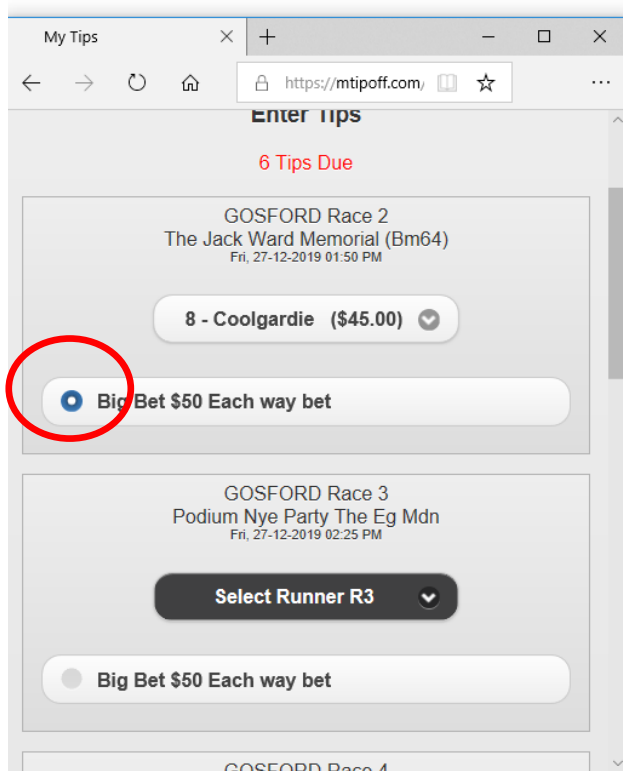 My Tips
https://mtipoff.com/
Enter Tips
6 Tips Due
GOSFORD Race 2
The Jack Ward Memorial (Bm64)
Fri, 27-12-2019 01:50 PM
8 - Coolgardie ($45.00)
Big Bet $50 Each way bet
GOSFORD Race 3
Podium Nye Party The Eg Mdn
Fri, 27-12-2019 02:25 PM
Select Runner R3
Big Bet $50 Each way bet
GOSFORD Race 4